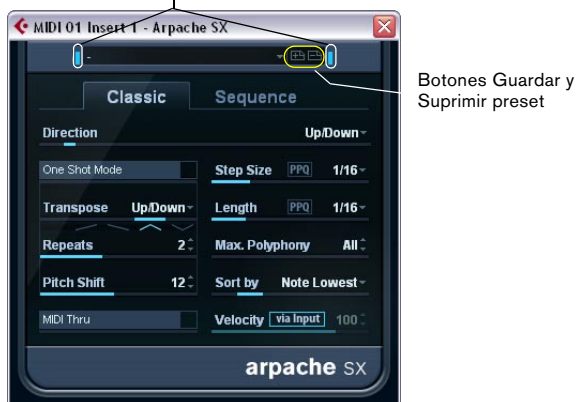 MIDI 01 Insert 1 - Arpache SX
-
Botones Guardar y
Suprimir preset
Classic Sequence
Direction Up/Down
One Shot Mode Step Size PPQ 1/16
Transpose Up/Down Length PPQ 1/16
Repeats 2 Max. Polyphony All
Pitch Shift 12 Sort by Note Lowest
MIDI Thru Velocity via Input 100
arpache SX